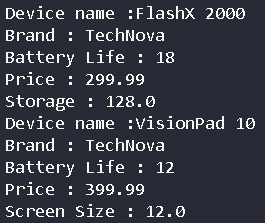 Device name :FlashX 2000
Brand : TechNova
Battery Life : 18
Price : 299.99
Storage : 128.0
Device name :VisionPad 10
Brand : TechNova
Battery Life : 12
Price : 399.99
Screen Size : 12.0